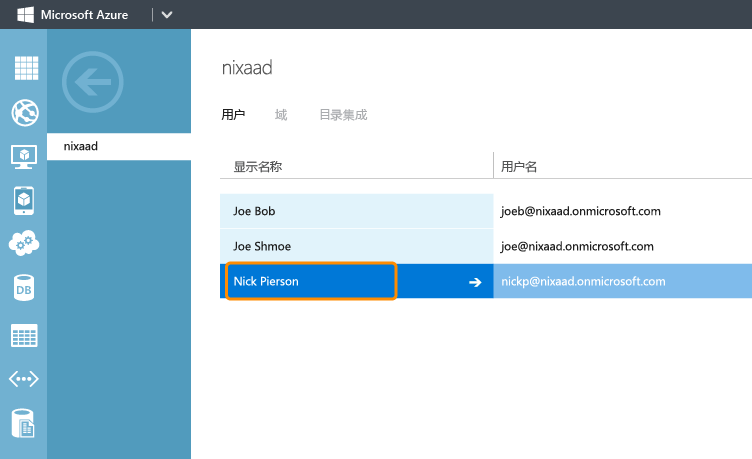 Microsoft Azure
nixaad
nixaad
用户 域 目录集成
显示名称 用户名
Joe Bob joeb@nixaad.onmicrosoft.com
Joe Shmoe joe@nixaad.onmicrosoft.com
Nick Pierson nickp@nixaad.onmicrosoft.com
DB